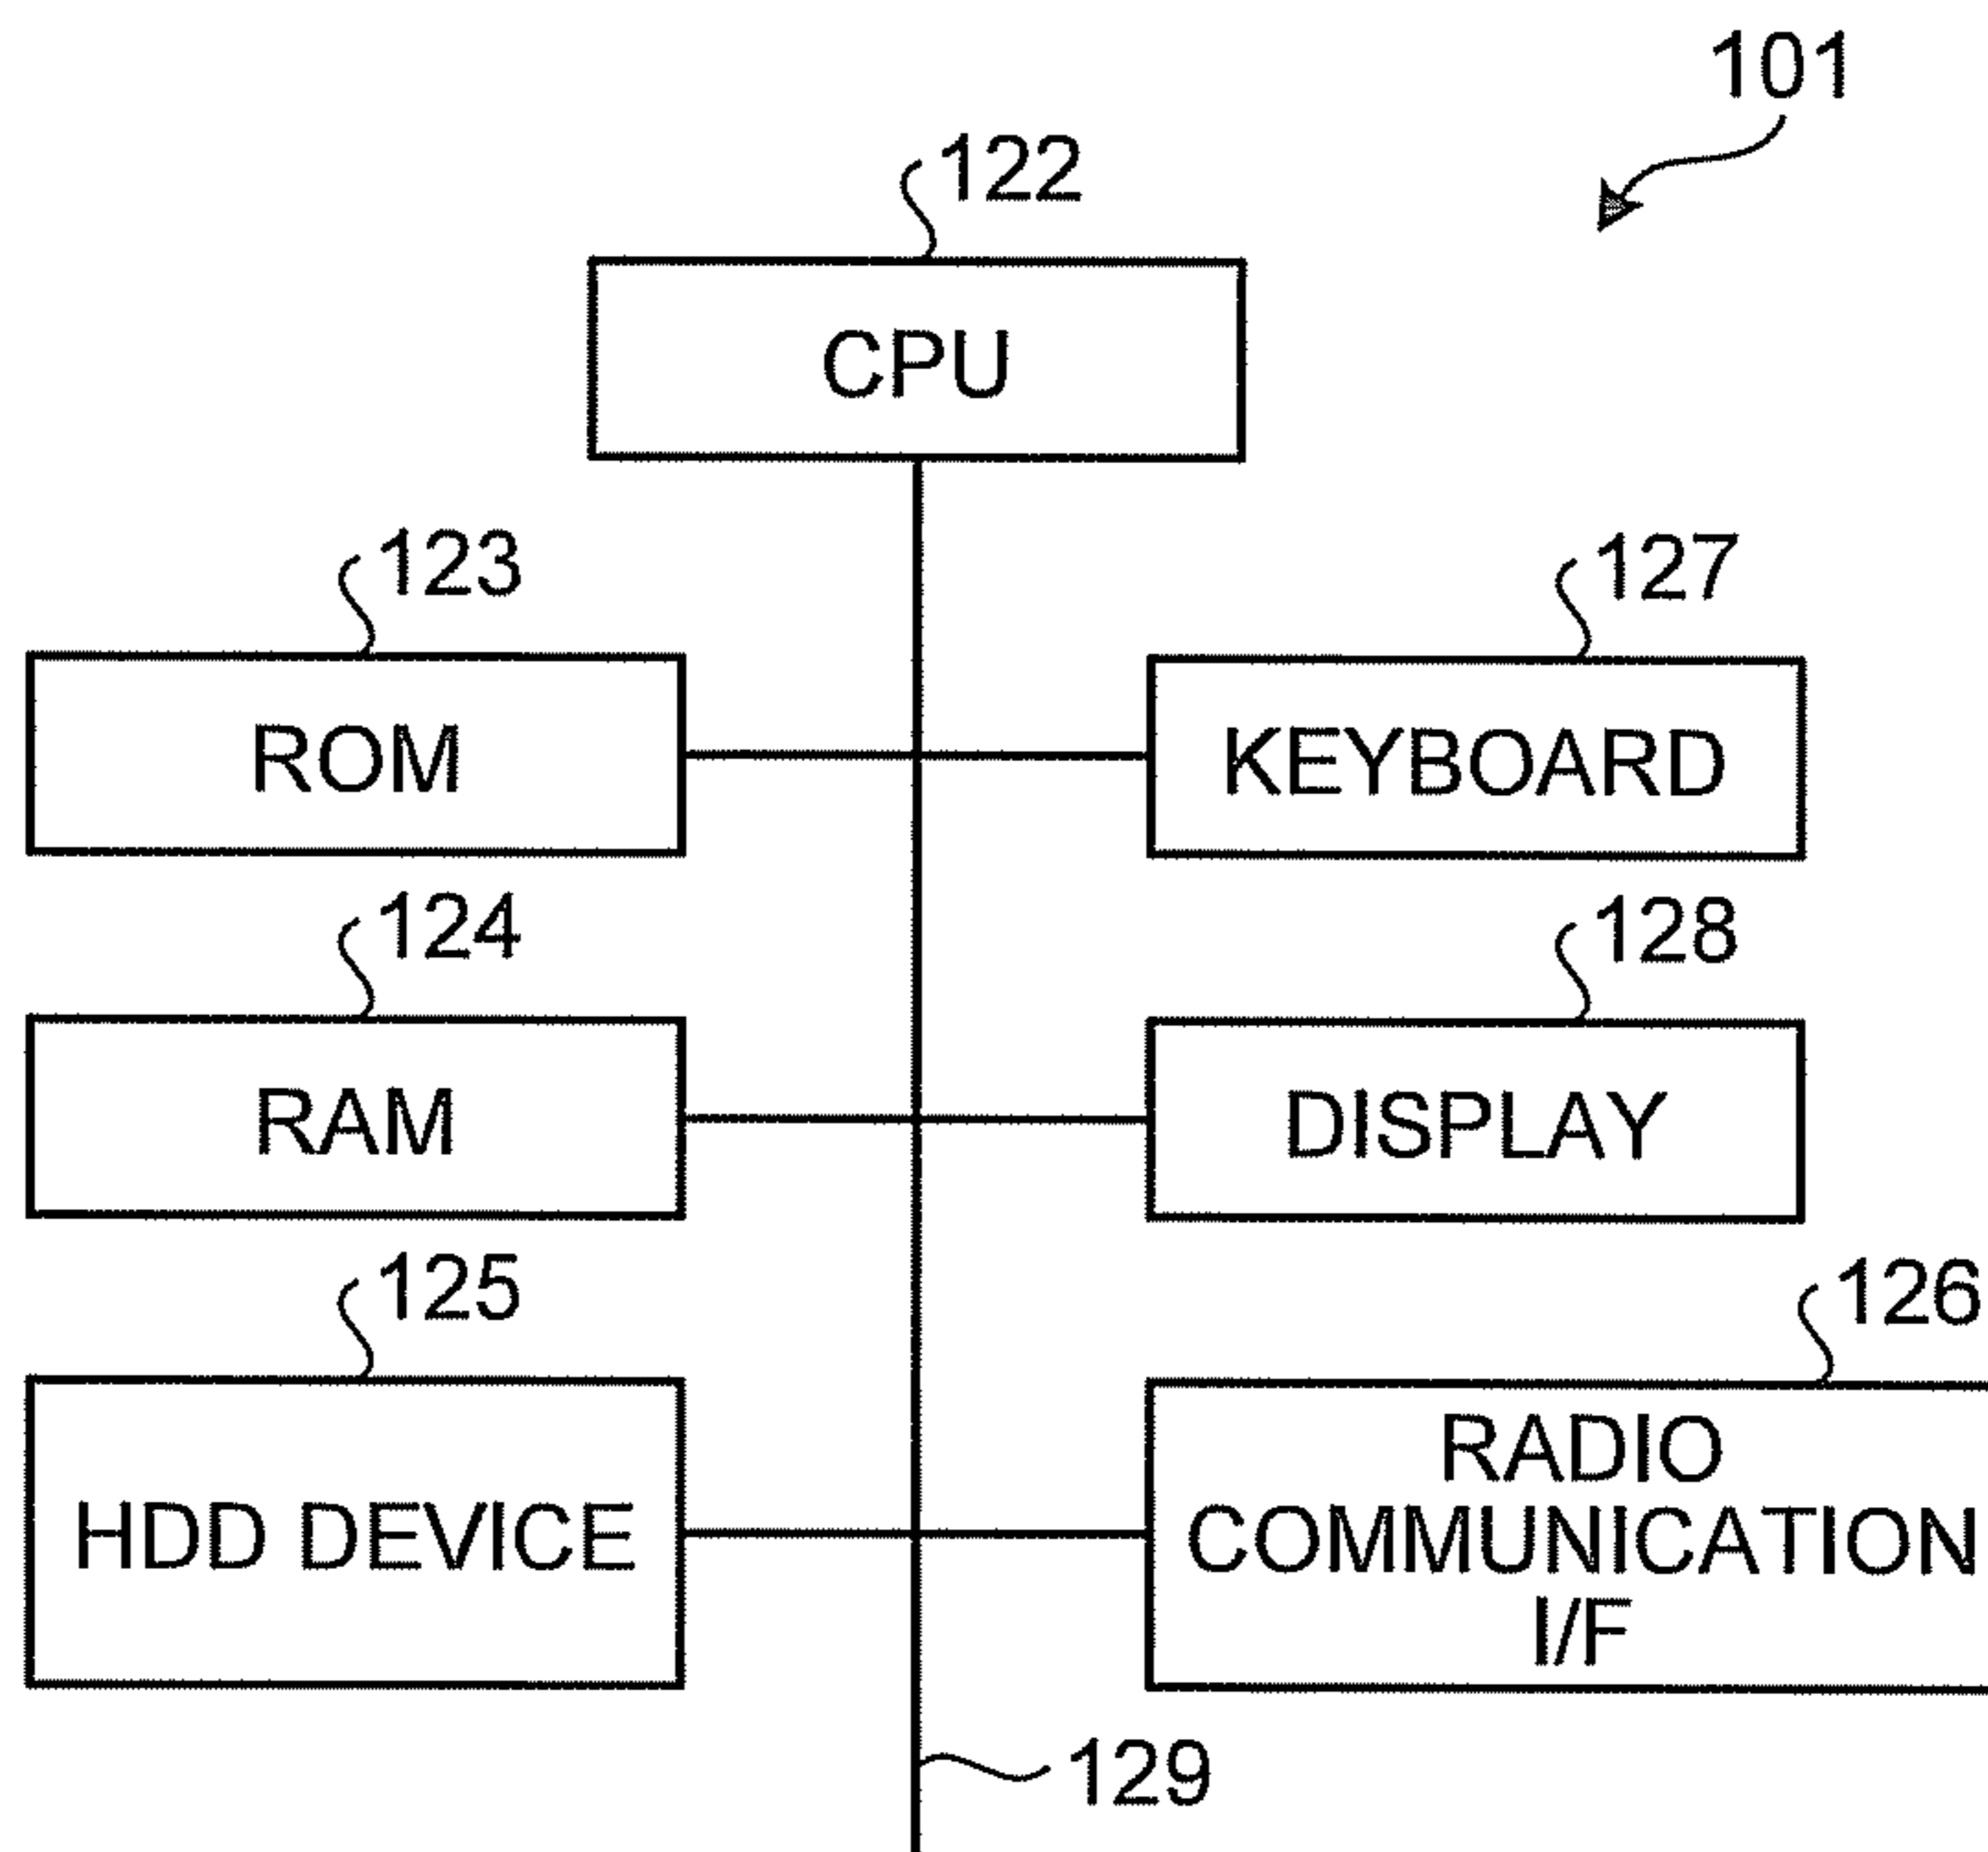 101
122
CPU
123
127
ROM
KEYBOARD
124
128
RAM
DISPLAY
125
126
HDD DEVICE
RADIO
COMMUNICATION
I/F
129